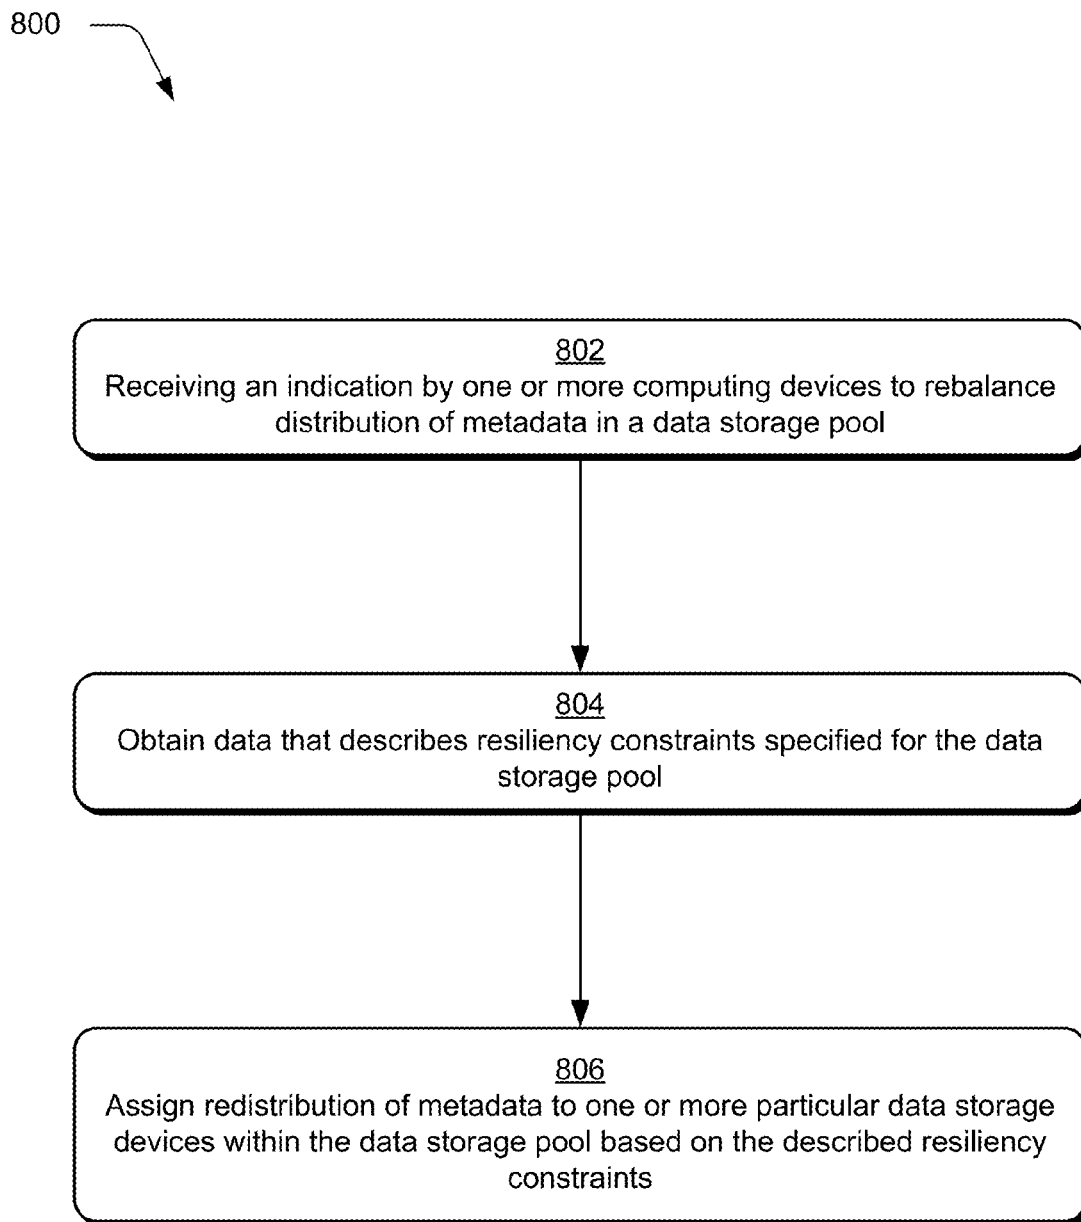 800
802
Receiving an indication by one or more computing devices to rebalance
distribution of metadata in a data storage pool
804
Obtain data that describes resiliency constraints specified for the data
storage pool
806
Assign redistribution of metadata to one or more particular data storage
devices within the data storage pool based on the described resiliency
constraints